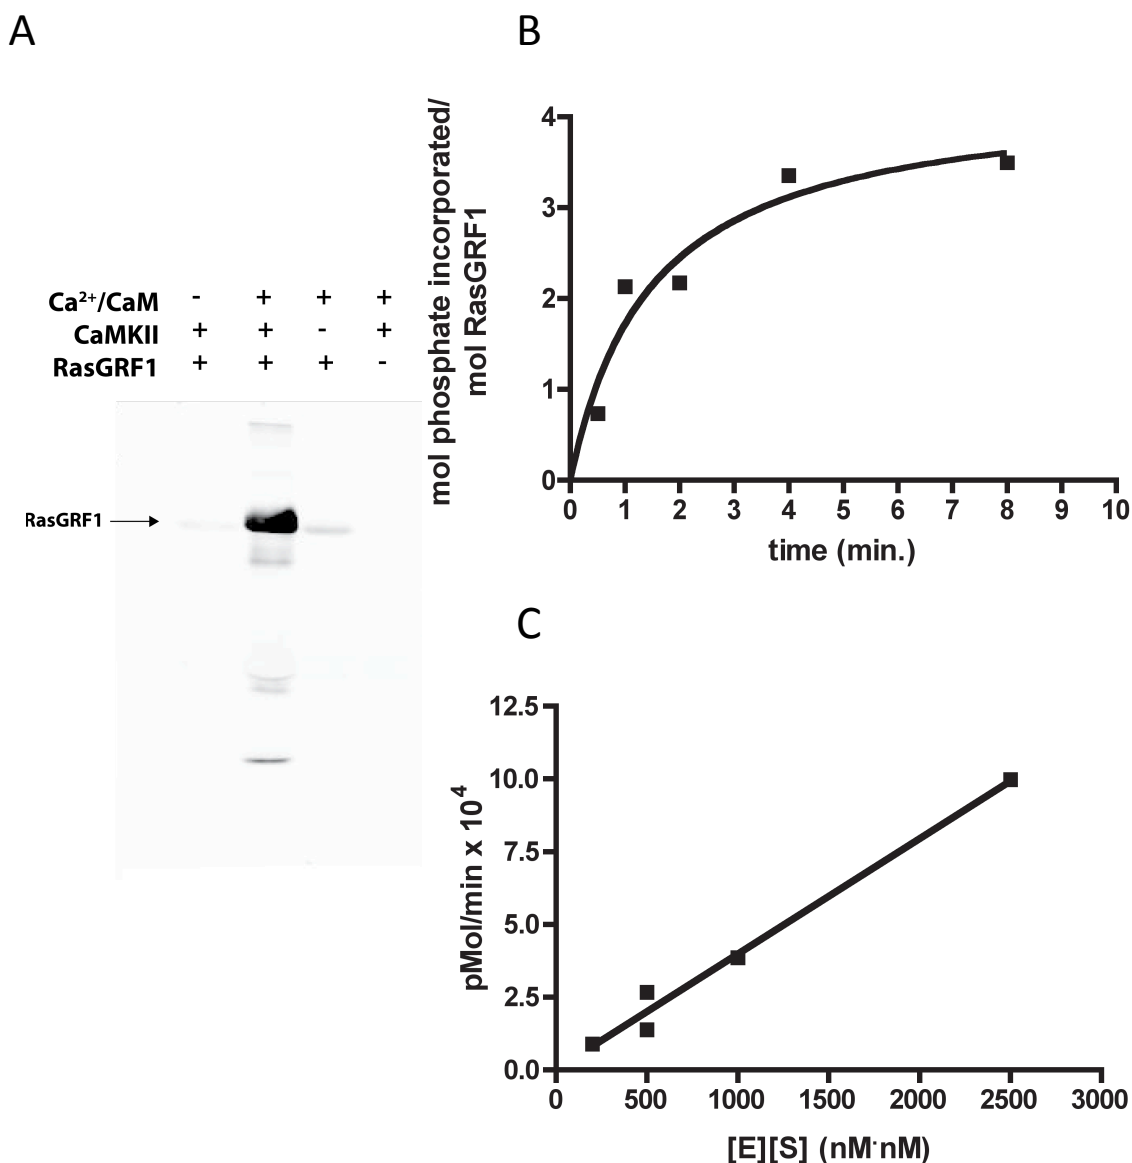 A
Ca²⁺/CaM - + + +
CaMKII + + - +
RasGRF1 + + + -
RasGRF1
B
mol phosphate incorporated/
mol RasGRF1
4
3
2
1
0
0 1 2 3 4 5 6 7 8 9 10
time (min.)
C
pMol/min x 10⁴
12.5
10.0
7.5
5.0
2.5
0.0
0 500 1000 1500 2000 2500 3000
[E][S] (nM·nM)